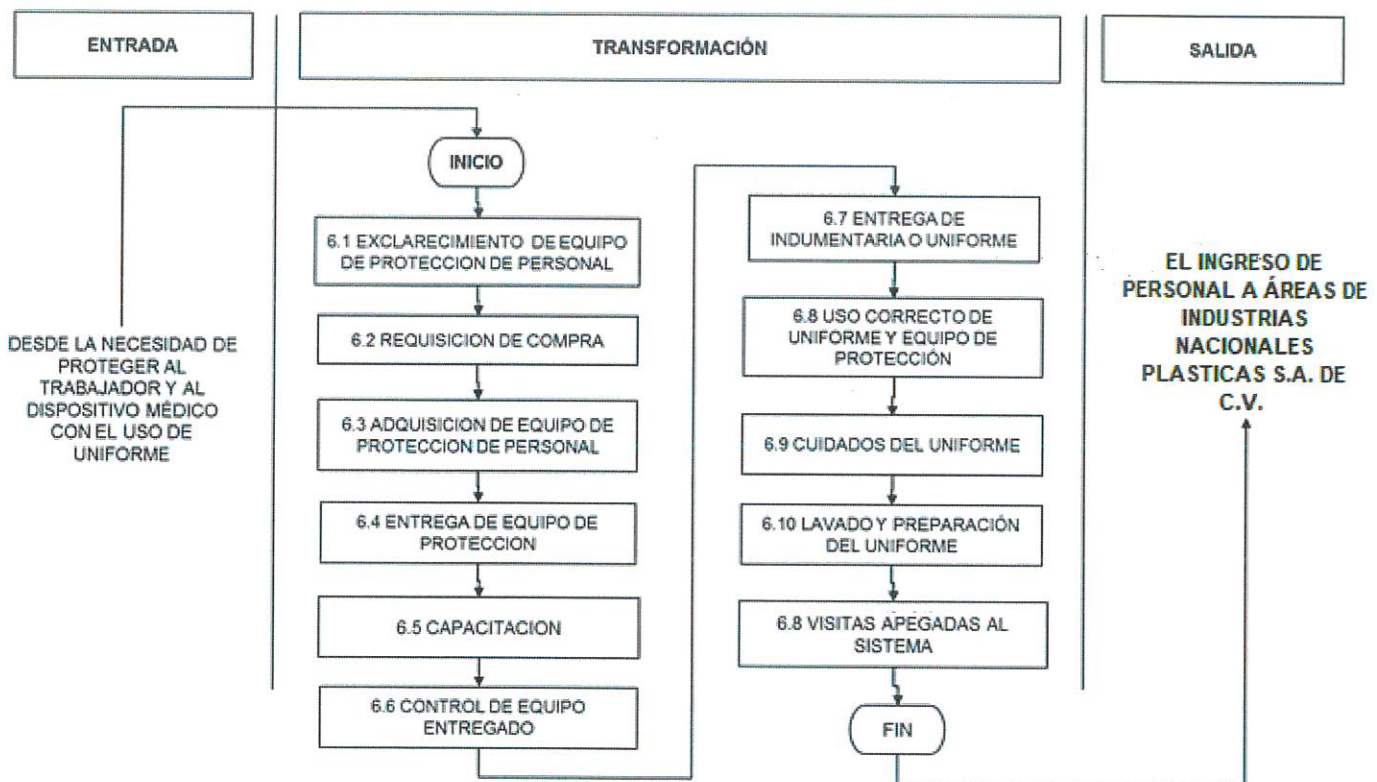 ENTRADA
TRANSFORMACIÓN
SALIDA
DESDE LA NECESIDAD DE
PROTEGER AL
TRABAJADOR Y AL
DISPOSITIVO MÉDICO
CON EL USO DE
UNIFORME
INICIO
6.1 EXCLARECIMIENTO DE EQUIPO
DE PROTECCION DE PERSONAL
6.2 REQUISICION DE COMPRA
6.3 ADQUISICION DE EQUIPO DE
PROTECCION DE PERSONAL
6.4 ENTREGA DE EQUIPO DE
PROTECCION
6.5 CAPACITACION
6.6 CONTROL DE EQUIPO
ENTREGADO
6.7 ENTREGA DE
INDUMENTARIA O UNIFORME
6.8 USO CORRECTO DE
UNIFORME Y EQUIPO DE
PROTECCIÓN
6.9 CUIDADOS DEL UNIFORME
6.10 LAVADO Y PREPARACIÓN
DEL UNIFORME
6.8 VISITAS APEGADAS AL
SISTEMA
FIN
EL INGRESO DE
PERSONAL A ÁREAS DE
INDUSTRIAS
NACIONALES
PLASTICAS S.A. DE
C.V.